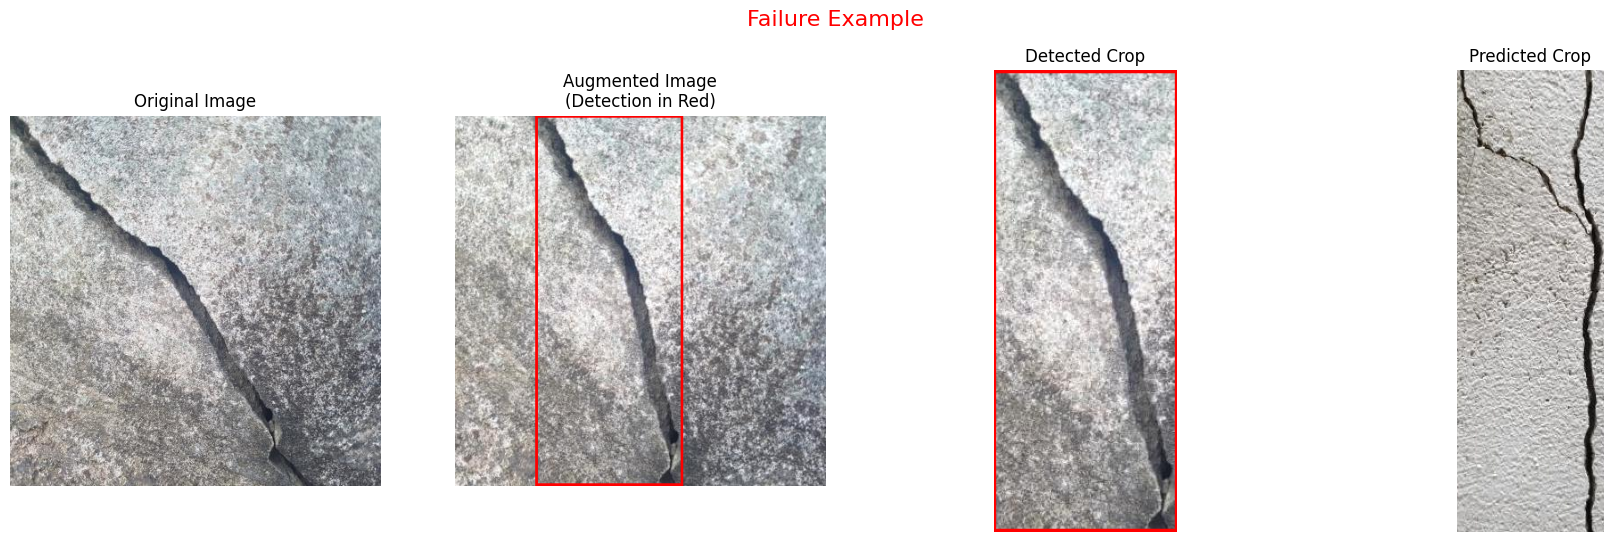 Failure Example
Original Image
Augmented Image
(Detection in Red)
Detected Crop
Predicted Crop